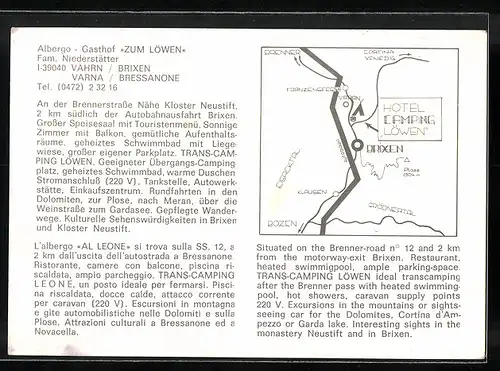 Albergo - Gasthof »ZUM LÖWEN«
Fam. Niederstätter
I-39040 VAHRN / BRIXEN
VARNA / BRESSANONE
Tel. (0472) 2 32 16
An der Brennerstraße Nähe Kloster Neustift,
2 km südlich der Autobahnausfahrt Brixen.
Großer Speisesaal mit Touristenmenü. Sonnige
Zimmer mit Balkon, gemütliche Aufenthalts-
räume, geheiztes Schwimmbad mit Liege-
wiese, großer eigener Parkplatz. TRANS-CAM-
PING LÖWEN, Geeigneter Übergangs-Camping-
platz, geheiztes Schwimmbad, warme Duschen
Stromanschluß (220 V). Tankstelle, Autowerk-
stätte, Einkaufszentrum. Rundfahrten in den
Dolomiten, zur Plose, nach Meran, über die
Weinstraße zum Gardasee. Gepflegte Wander-
wege. Kulturelle Sehenswürdigkeiten in Brixen
und Kloster Neustift.
L'albergo »AL LEONE« si trova sulla SS. 12, a
2 km dall'uscita dell'autostrada a Bressanone
Ristorante, camere con balcone, piscina ri-
scaldata, ampio parcheggio. TRANS-CAMPING
LEONE, un posto ideale per fermarsi. Pisci-
na riscaldata, docce calde, attacco corrente
per caravan (220 V). Escursioni in montagna
e gite automobilistiche nello Dolomiti e sulla
Plose, Attrazioni culturali a Bressanone ed a
Novacella.
BRENNER
CORTINA
VENEDIG
FRANZENSFESTE
VAHRN
HOTEL
CAMPING
LÖWEN
BRIXEN
Plose
EISACKTAL
KLAUSEN
GRÖDNERTAL
BOZEN
Situated on the Brenner-road n° 12 and 2 km
from the motorway-exit Brixen. Restaurant,
heated swimmigpool, ample parking-space.
TRANS-CAMPING LÖWEN ideal transcamping
after the Brenner pass with heated swimming-
pool, hot showers, caravan supply points
220 V. Excursions in the mountains or sights-
seeing car for the Dolomites, Cortina d'Am-
pezzo or Garda lake. Interesting sights in the
monastery Neustift and in Brixen.